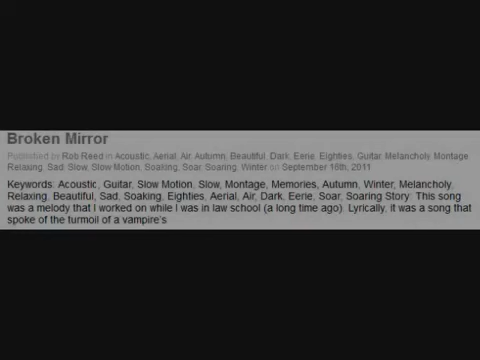 Broken Mirror
Published by Rob Reed in Acoustic, Aerial, Air, Autumn, Beautiful, Dark, Eerie, Eighties, Guitar, Melancholy, Montage
Relaxing, Sad, Slow, Slow Motion, Soaking, Soar, Soaring, Winter on September 16th, 2011
Keywords: Acoustic, Guitar, Slow Motion, Slow, Montage, Memories, Autumn, Winter, Melancholy,
Relaxing, Beautiful, Sad, Soaking, Eighties, Aerial, Air, Dark, Eerie, Soar, Soaring Story: This song
was a melody that I worked on while I was in law school (a long time ago). Lyrically, it was a song that
spoke of the turmoil of a vampire's